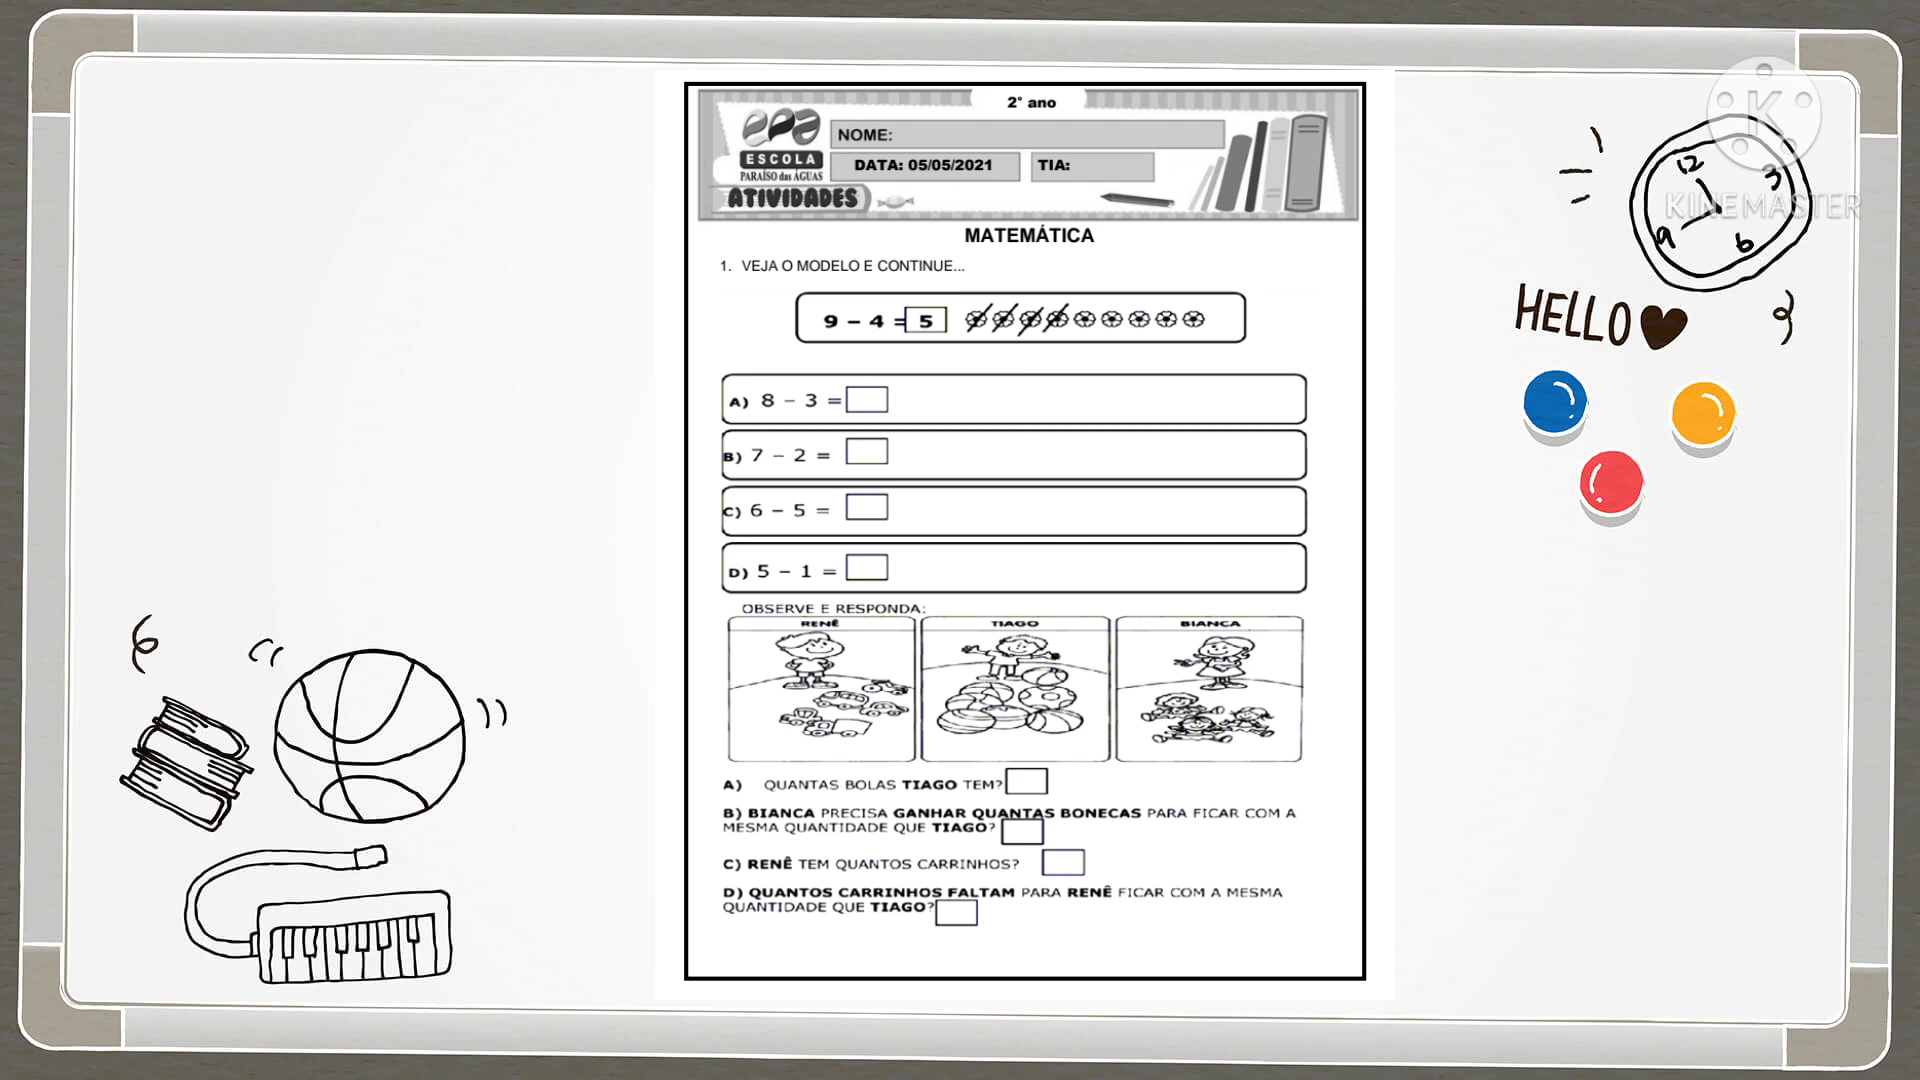 2° ano
NOME:
epa
ESCOLA
PARAÍSO das ÁGUAS
DATA: 05/05/2021 TIA:
ATIVIDADES
MATEMÁTICA
1. VEJA O MODELO E CONTINUE...
9 – 4 = 5
A) 8 – 3 =
B) 7 – 2 =
C) 6 – 5 =
D) 5 – 1 =
OBSERVE E RESPONDA:
RENÊ TIAGO BIANCA
A) QUANTAS BOLAS TIAGO TEM?
B) BIANCA PRECISA GANHAR QUANTAS BONECAS PARA FICAR COM A
MESMA QUANTIDADE QUE TIAGO?
C) RENÊ TEM QUANTOS CARRINHOS?
D) QUANTOS CARRINHOS FALTAM PARA RENÊ FICAR COM A MESMA
QUANTIDADE QUE TIAGO?
K
KINEMASTER
12
3
9
6
HELLO